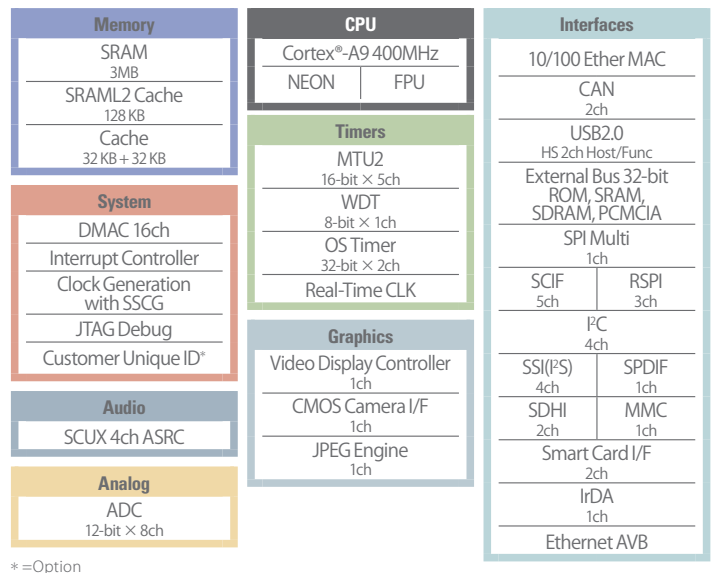 Memory
SRAM
3MB
SRAML2 Cache
128 KB
Cache
32 KB + 32 KB
System
DMAC 16ch
Interrupt Controller
Clock Generation
with SSCG
JTAG Debug
Customer Unique ID*
Audio
SCUX 4ch ASRC
Analog
ADC
12-bit × 8ch
* =Option
CPU
Cortex®-A9 400MHz
NEON FPU
Timers
MTU2
16-bit × 5ch
WDT
8-bit × 1ch
OS Timer
32-bit × 2ch
Real-Time CLK
Graphics
Video Display Controller
1ch
CMOS Camera I/F
1ch
JPEG Engine
1ch
Interfaces
10/100 Ether MAC
CAN
2ch
USB2.0
HS 2ch Host/Func
External Bus 32-bit
ROM, SRAM,
SDRAM, PCMCIA
SPI Multi
1ch
SCIF RSPI
5ch 3ch
I²C
4ch
SSI(I²S) SPDIF
4ch 1ch
SDHI MMC
2ch 1ch
Smart Card I/F
2ch
IrDA
1ch
Ethernet AVB